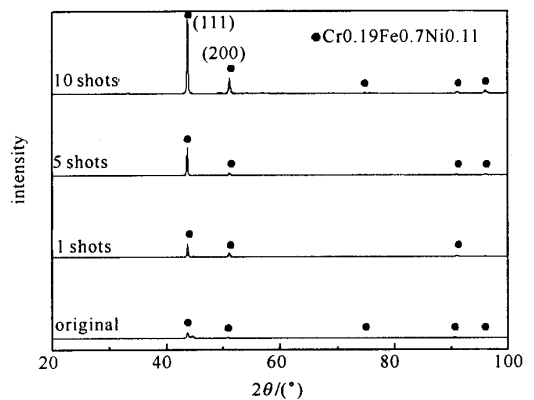 (111)
●Cr0.19Fe0.7Ni0.11
(200)
10 shots
5 shots
1 shots
original
intensity
20 40 60 80 100
2θ/(°)